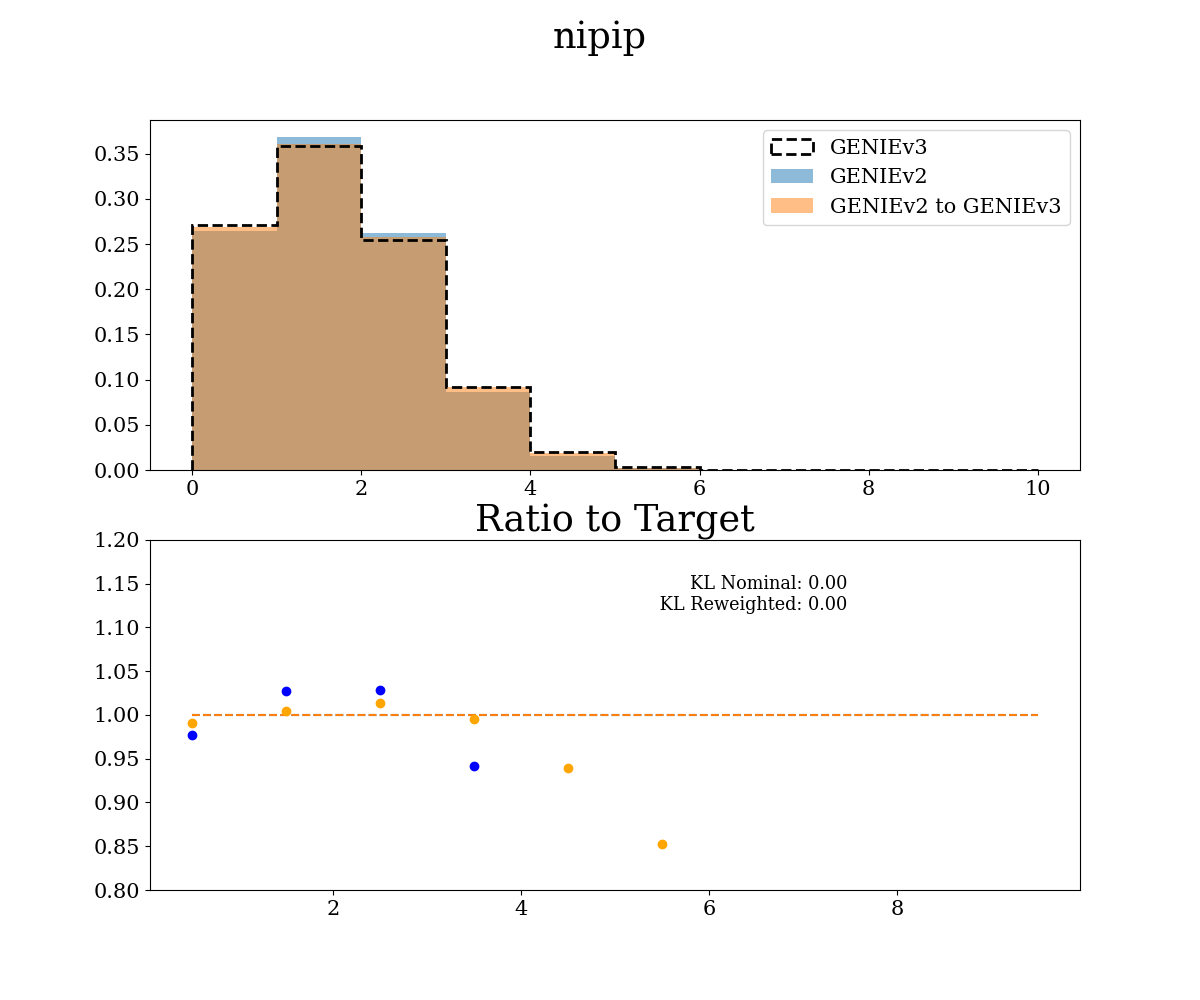 nipip
0.35
0.30
0.25
0.20
0.15
0.10
0.05
0.00
GENIEv3
GENIEv2
GENIEv2 to GENIEv3
0 2 4 6 8 10
Ratio to Target
1.20
1.15
1.10
1.05
1.00
0.95
0.90
0.85
0.80
KL Nominal: 0.00
KL Reweighted: 0.00
2 4 6 8